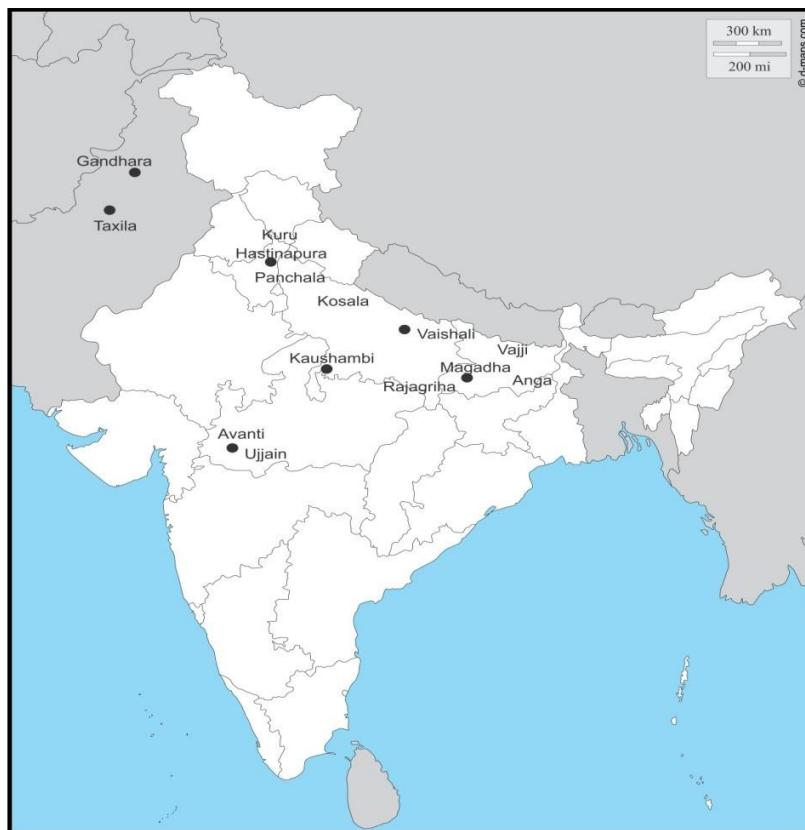 300 km
200 mi
© d-maps.com
Gandhara
Taxila
Kuru
Hastinapura
Panchala
Kosala
Vaishali
Vajji
Kaushambi
Magadha
Rajagriha
Anga
Avanti
Ujjain